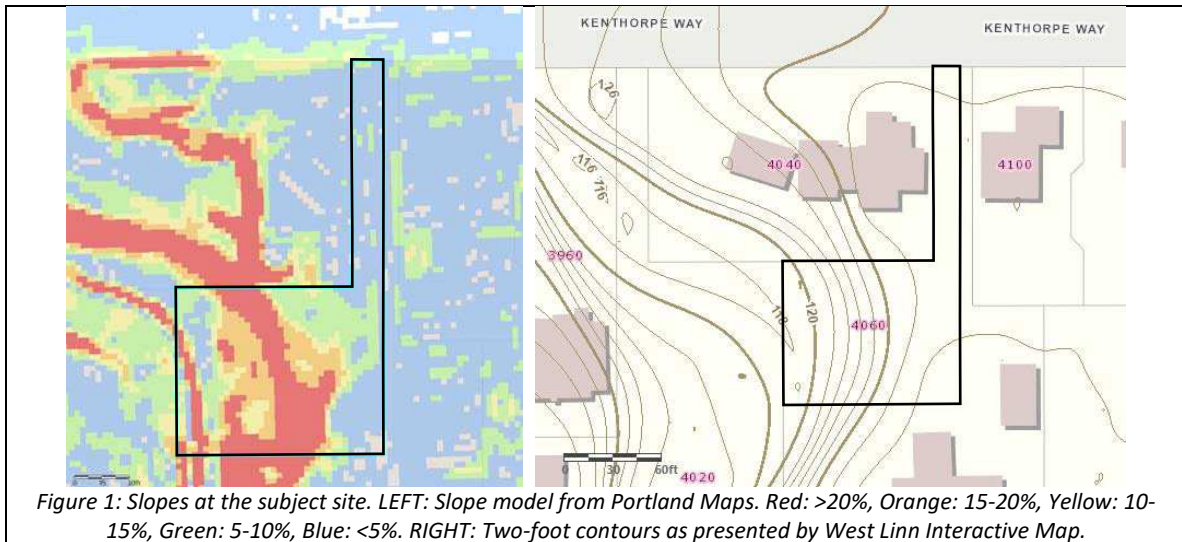 KENTHORPE WAY
KENTHORPE WAY
126
4040
4100
116
116
3960
118
120
4060
0 30 60ft
4020
Figure 1: Slopes at the subject site. LEFT: Slope model from Portland Maps. Red: >20%, Orange: 15-20%, Yellow: 10-
15%, Green: 5-10%, Blue: <5%. RIGHT: Two-foot contours as presented by West Linn Interactive Map.